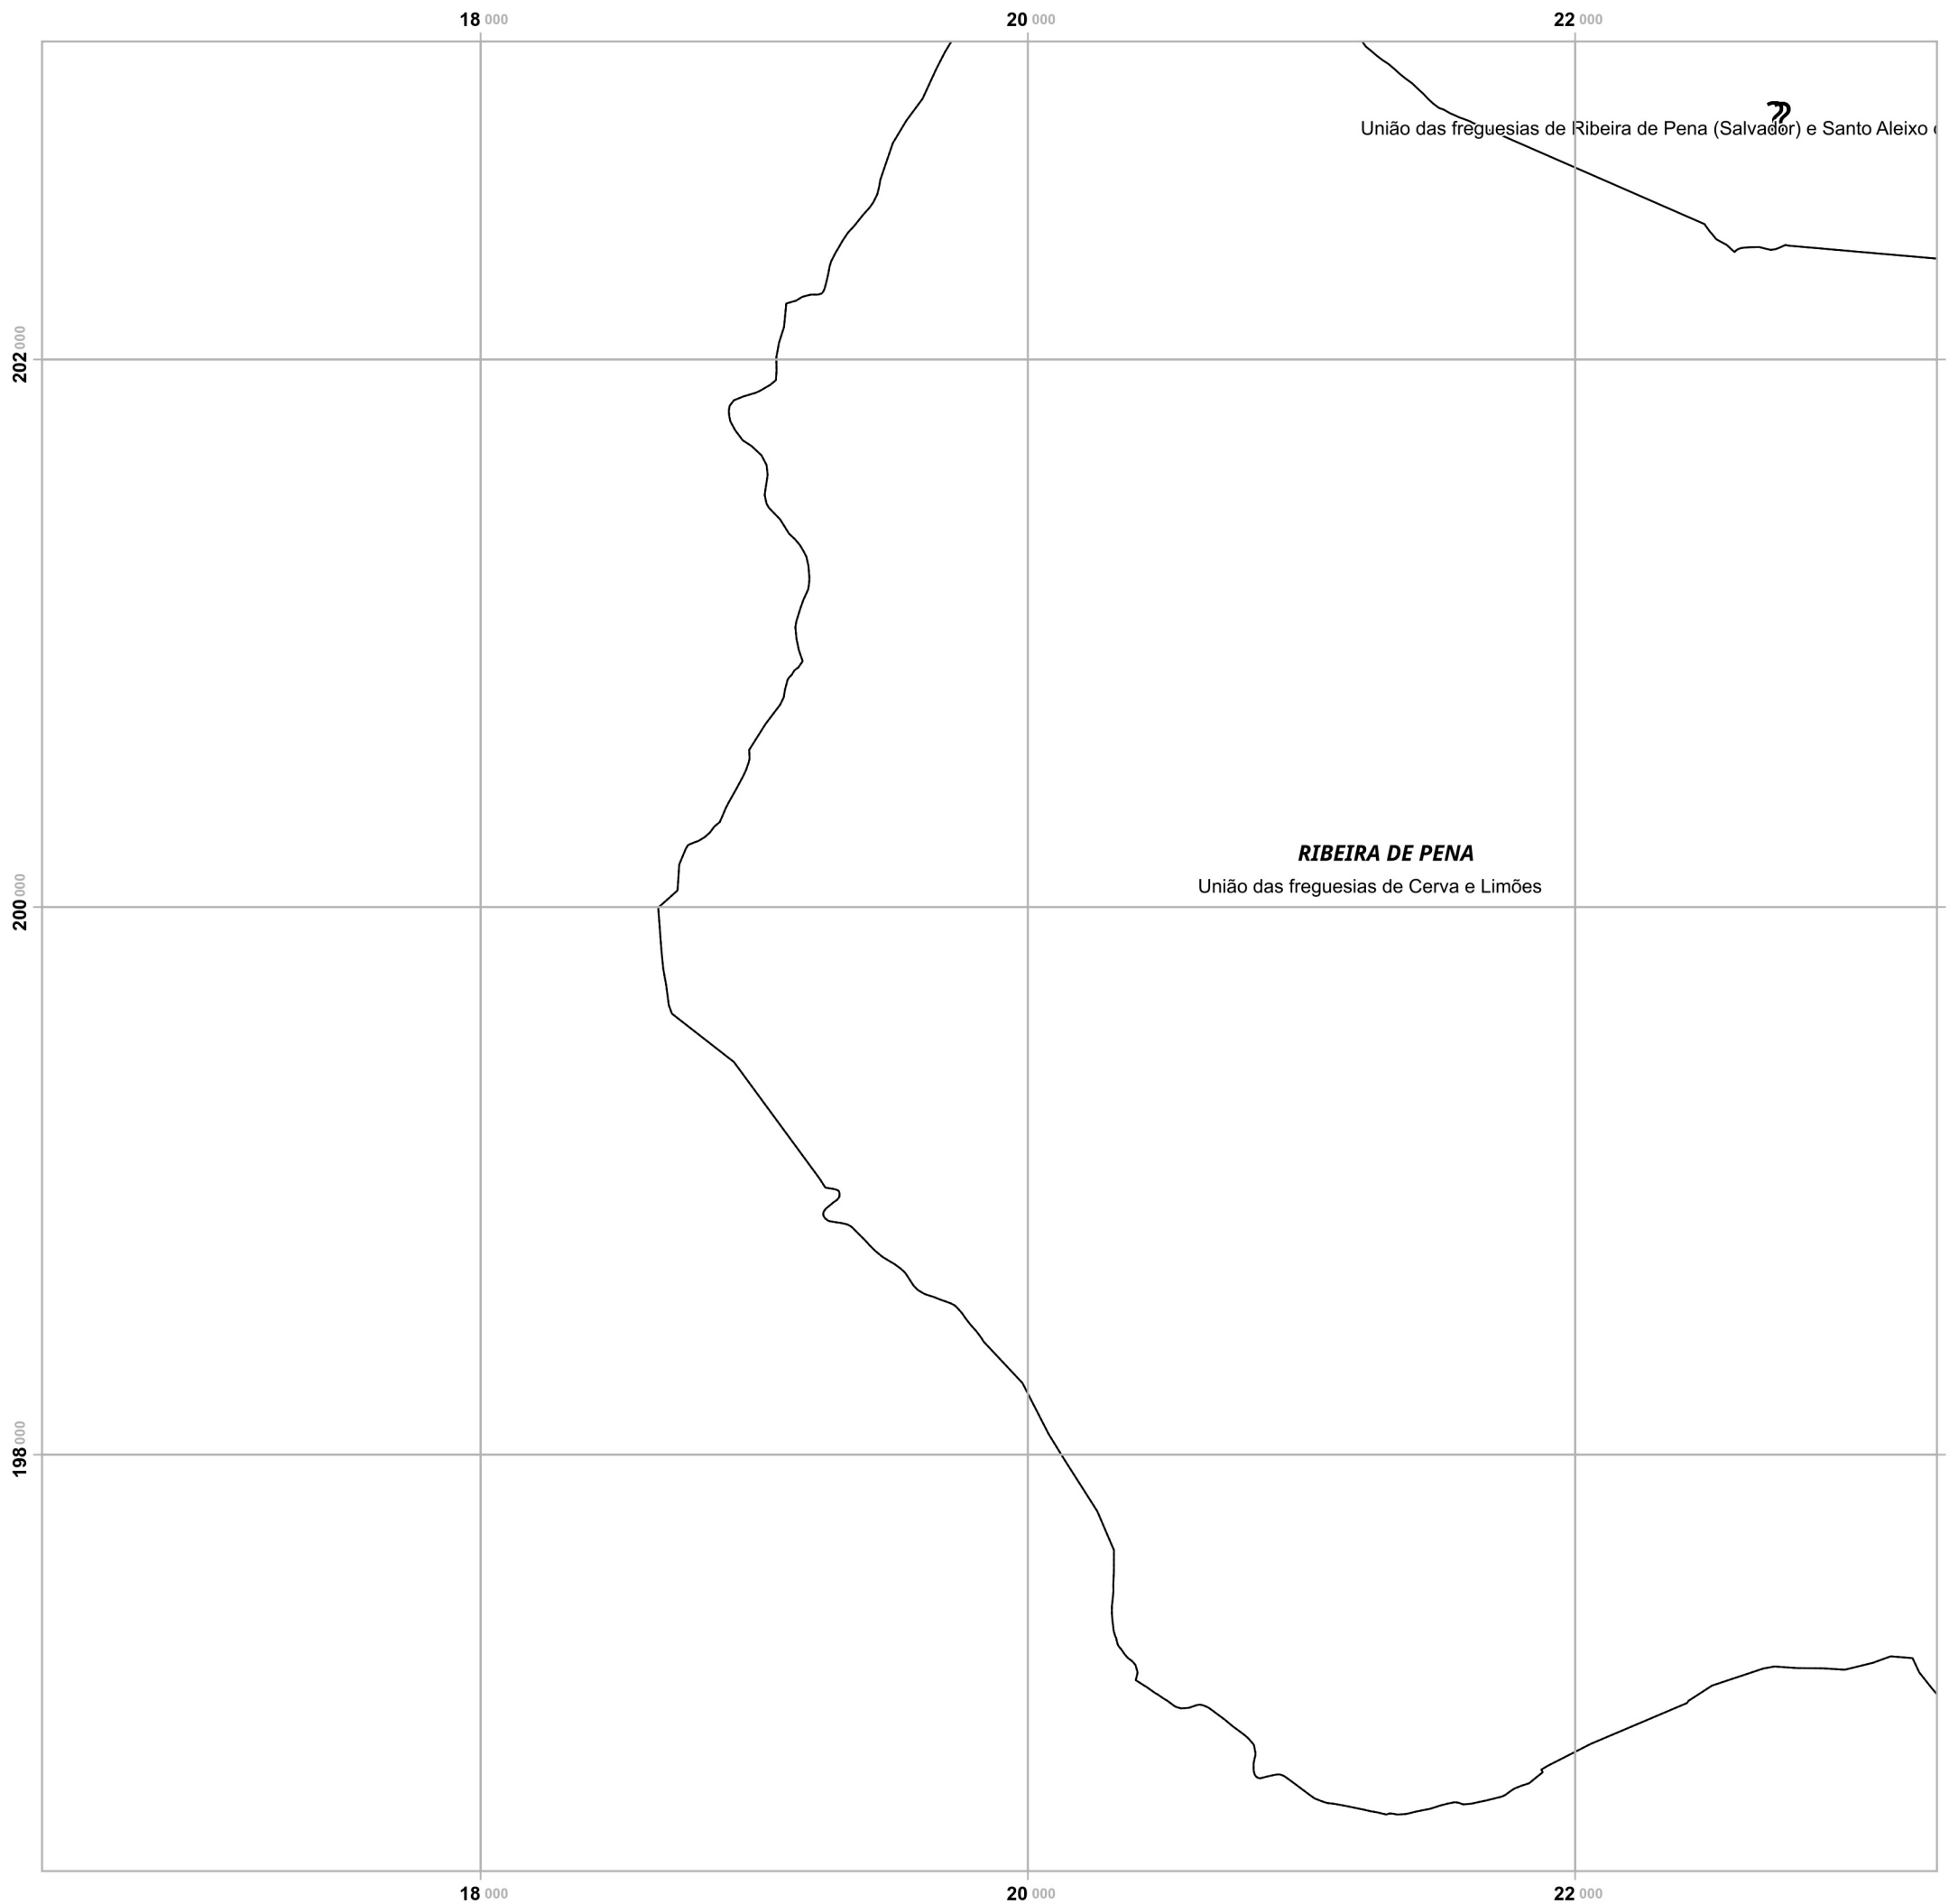 18 000 20 000 22 000
União das freguesias de Ribeira de Pena (Salvador) e Santo Aleixo
202 000
RIBEIRA DE PENA
União das freguesias de Cerva e Limões
200 000
198 000
18 000 20 000 22 000